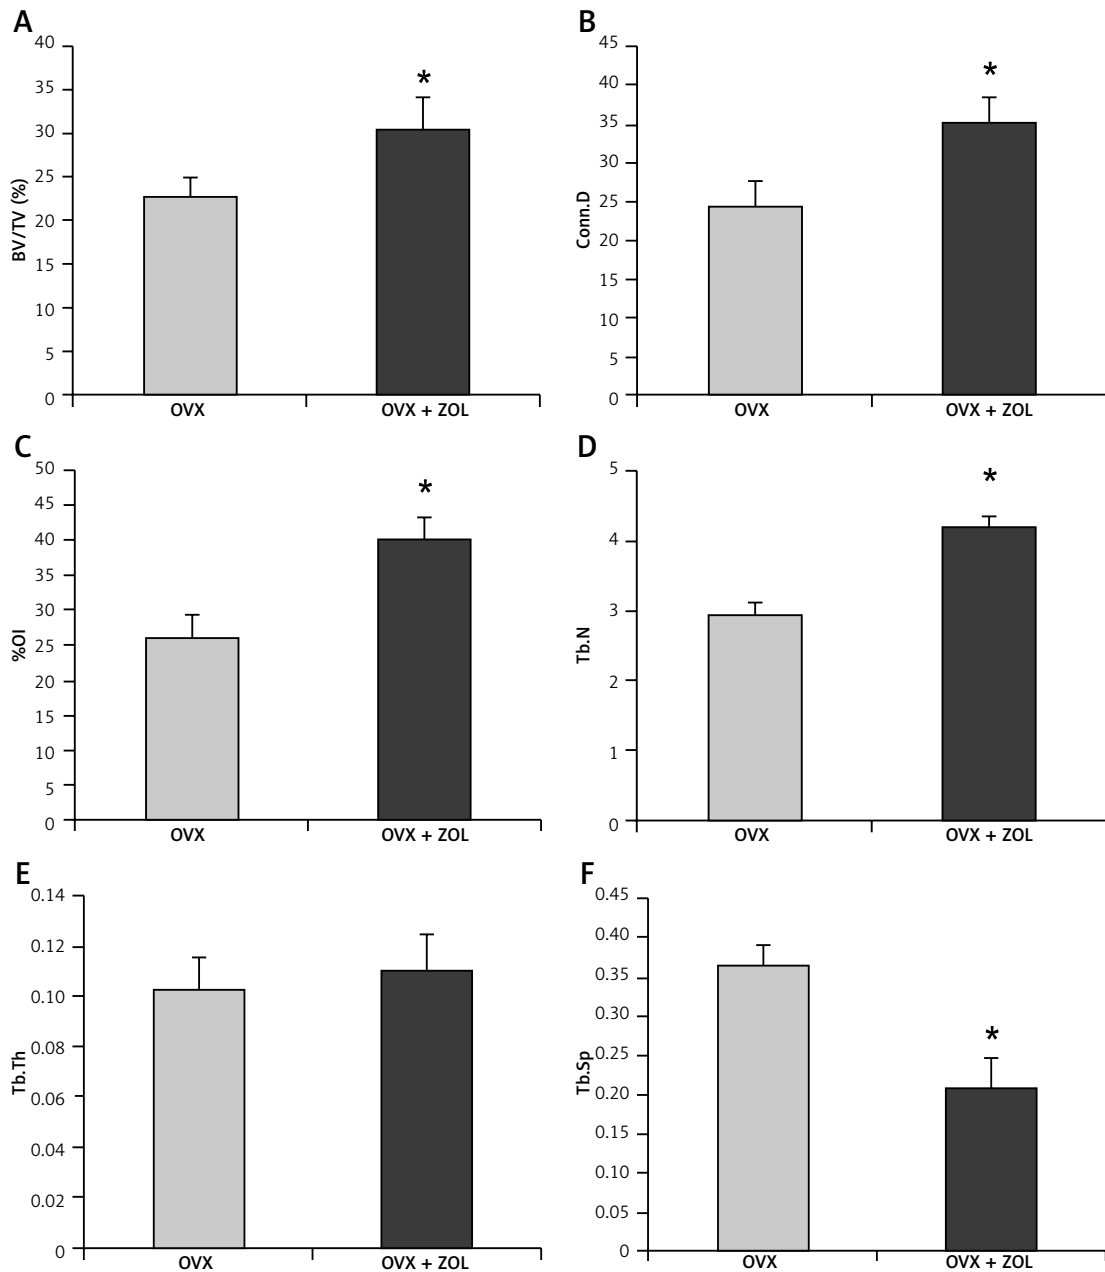 A
BV/TV (%)
40
35
30
25
20
15
10
5
0
*
OVX
OVX + ZOL
B
Conn.D
45
40
35
30
25
20
15
10
5
0
*
OVX
OVX + ZOL
C
%OI
50
45
40
35
30
25
20
15
10
5
0
*
OVX
OVX + ZOL
D
Tb.N
5
4
3
2
1
0
*
OVX
OVX + ZOL
E
Tb.Th
0.14
0.12
0.10
0.08
0.06
0.04
0.02
0
OVX
OVX + ZOL
F
Tb.Sp
0.45
0.40
0.35
0.30
0.25
0.20
0.15
0.10
0.05
0
*
OVX
OVX + ZOL